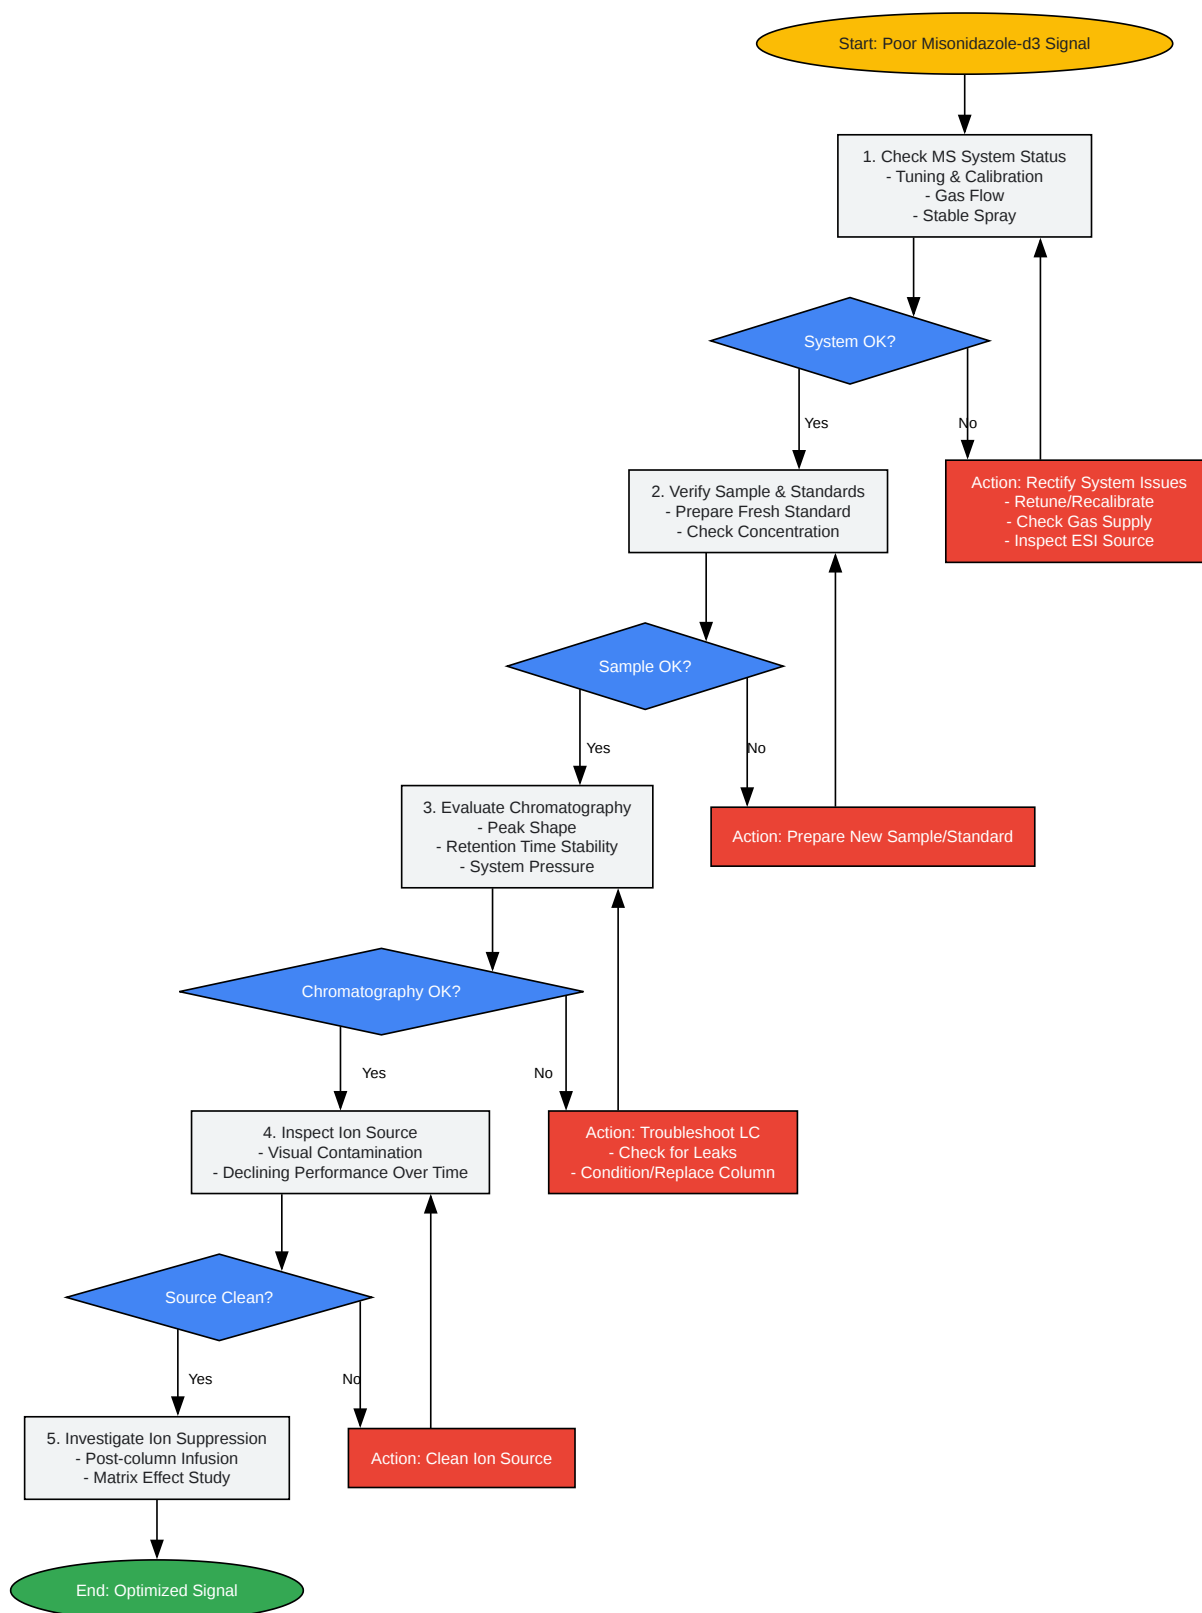 Start: Poor Misonidazole-d3 Signal
1. Check MS System Status
- Tuning & Calibration
- Gas Flow
- Stable Spray
System OK?
Yes
No
Action: Rectify System Issues
- Retune/Recalibrate
- Check Gas Supply
- Inspect ESI Source
2. Verify Sample & Standards
- Prepare Fresh Standard
- Check Concentration
Sample OK?
Yes
No
3. Evaluate Chromatography
- Peak Shape
- Retention Time Stability
- System Pressure
Action: Prepare New Sample/Standard
Chromatography OK?
Yes
No
4. Inspect Ion Source
- Visual Contamination
- Declining Performance Over Time
Action: Troubleshoot LC
- Check for Leaks
- Condition/Replace Column
Source Clean?
Yes
No
5. Investigate Ion Suppression
- Post-column Infusion
- Matrix Effect Study
Action: Clean Ion Source
End: Optimized Signal